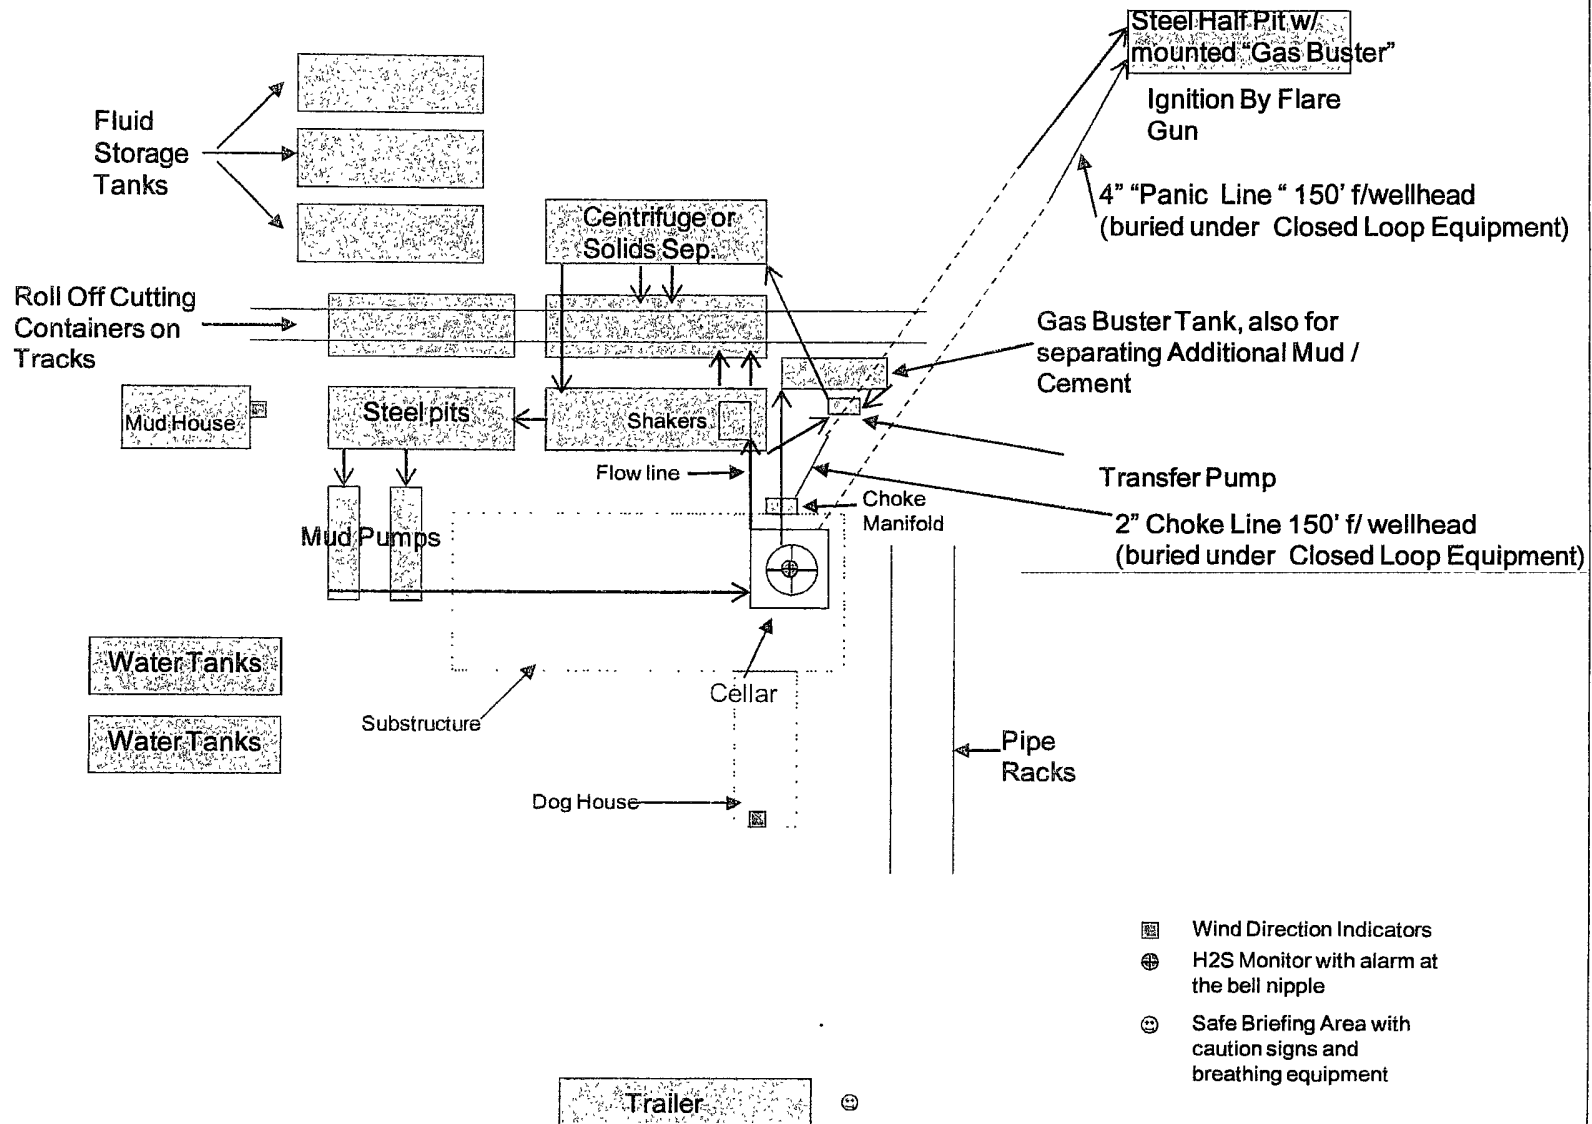 Steel Half Pit w/
mounted "Gas Buster"
Ignition By Flare
Gun
Fluid
Storage
Tanks
4" "Panic Line " 150' f/wellhead
(buried under Closed Loop Equipment)
Centrifuge or
Solids Sep.
Roll Off Cutting
Containers on
Tracks
Gas Buster Tank, also for
separating Additional Mud /
Cement
Mud House
Steel pits
Shakers
Flow line
Transfer Pump
Choke
Manifold
2" Choke Line 150' f/ wellhead
(buried under Closed Loop Equipment)
Mud Pumps
Water Tanks
Cellar
Substructure
Water Tanks
Pipe
Racks
Dog House
Wind Direction Indicators
H2S Monitor with alarm at
the bell nipple
Safe Briefing Area with
caution signs and
breathing equipment
Trailer